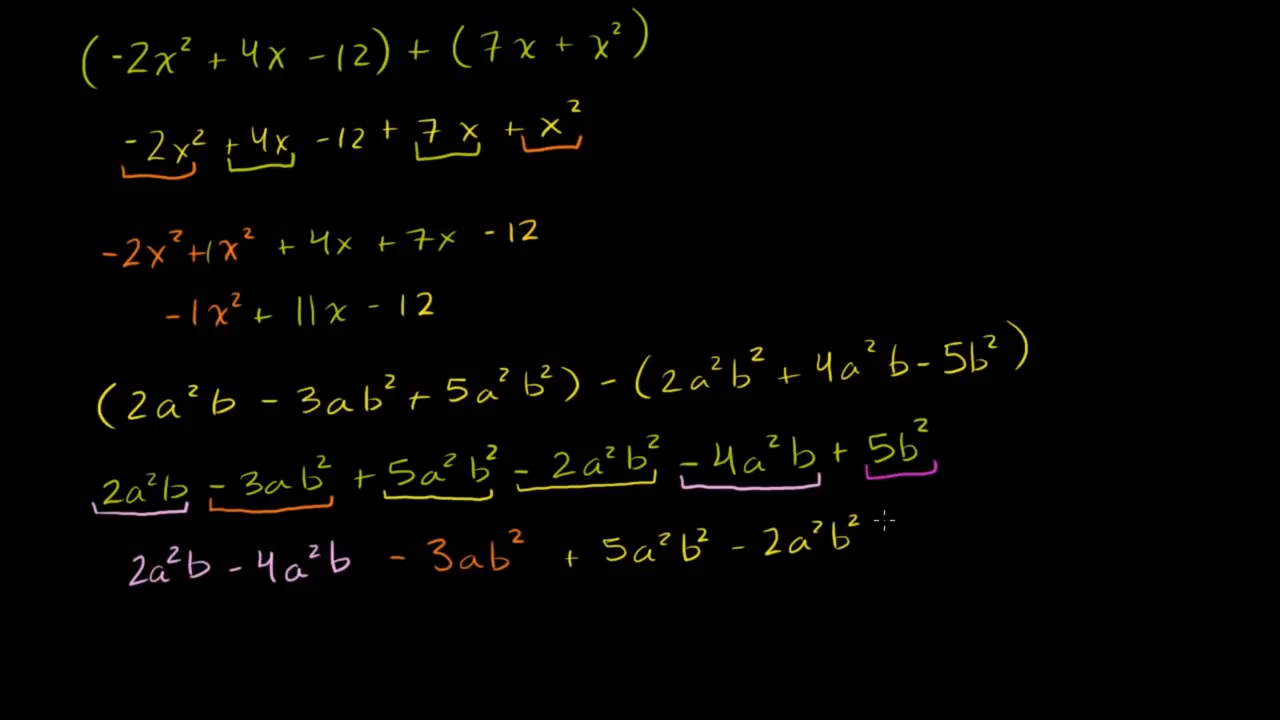 (-2x² + 4x - 12) + (7x + x²)
-2x² + 4x - 12 + 7x + x²
-2x² + 1x² + 4x + 7x - 12
-1x² + 11x - 12
(2a²b - 3ab² + 5a²b²) - (2a²b² + 4a²b - 5b²)
2a²b - 3ab² + 5a²b² - 2a²b² - 4a²b + 5b²
2a²b - 4a²b - 3ab² + 5a²b² - 2a²b²